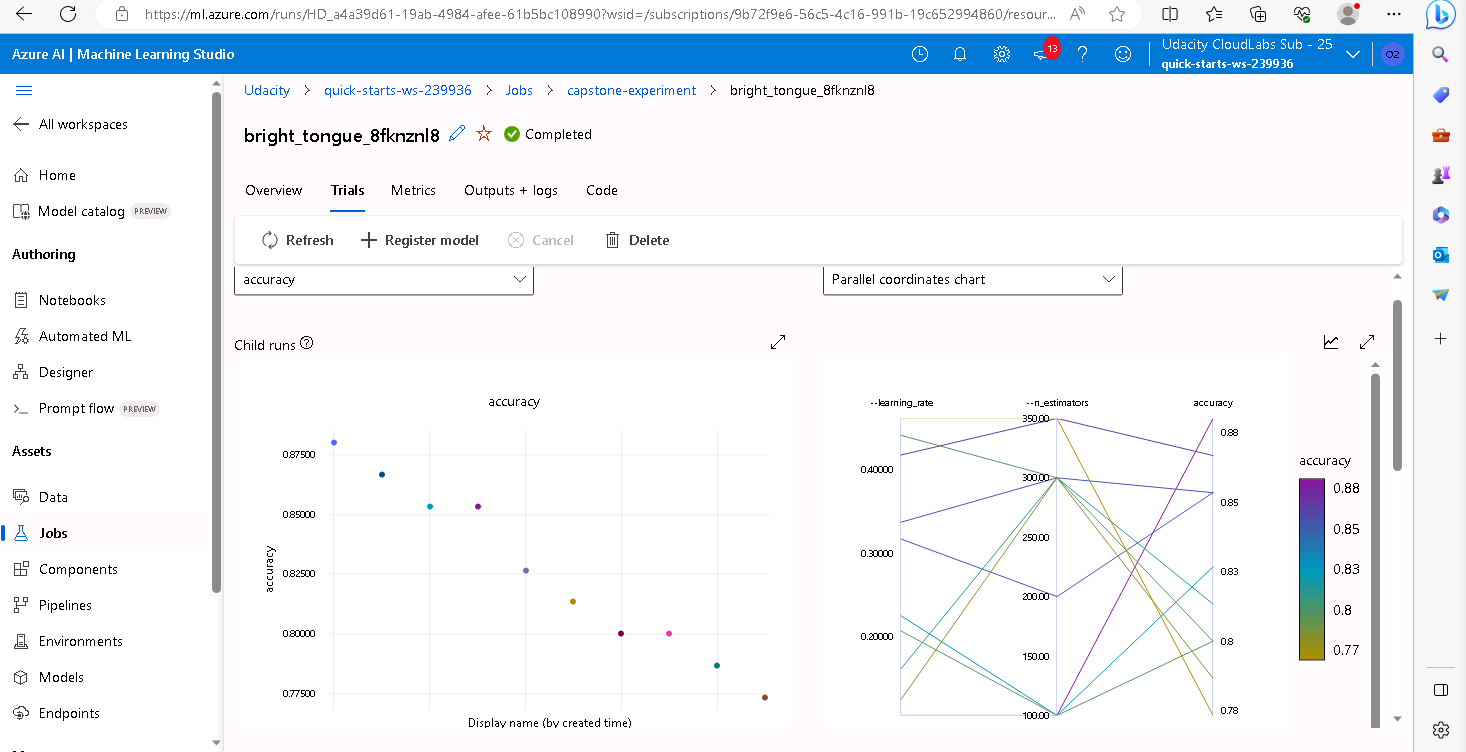 https://ml.azure.com/runs/HD_a4a39d61-19ab-4984-afee-61b5bc108990?wsid=/subscriptions/9b72f9e6-56c5-4c16-991b-19c652994860/resour...
Azure AI | Machine Learning Studio
13
Udacity CloudLabs Sub - 25
quick-starts-ws-239936
O2
All workspaces
Home
Model catalog PREVIEW
Authoring
Notebooks
Automated ML
Designer
Prompt flow PREVIEW
Assets
Data
Jobs
Components
Pipelines
Environments
Models
Endpoints
Udacity > quick-starts-ws-239936 > Jobs > capstone-experiment > bright_tongue_8fknznl8
bright_tongue_8fknznl8 Completed
Overview Trials Metrics Outputs + logs Code
Refresh Register model Cancel Delete
accuracy
Parallel coordinates chart
Child runs
accuracy
0.87500
0.85000
0.82500
0.80000
0.77500
accuracy
Display name (by created time)
--learning_rate --n_estimators accuracy
0.40000
0.30000
0.20000
350.00
300.00
250.00
200.00
150.00
100.00
0.88
0.85
0.83
0.8
0.78
accuracy
0.88
0.85
0.83
0.8
0.77